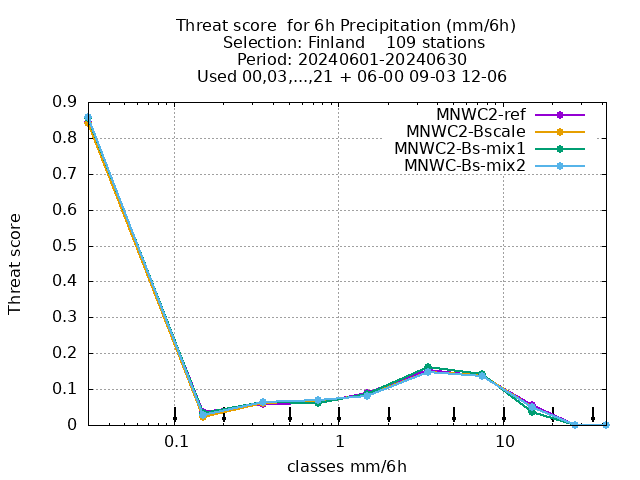 Threat score  for 6h Precipitation (mm/6h)
Selection: Finland    109 stations
Period: 20240601-20240630
Used 00,03,...,21 + 06-00 09-03 12-06
MNWC2-ref
MNWC2-Bscale
MNWC2-Bs-mix1
MNWC-Bs-mix2
Threat score
0.9
0.8
0.7
0.6
0.5
0.4
0.3
0.2
0.1
0
0.1 1 10
classes mm/6h